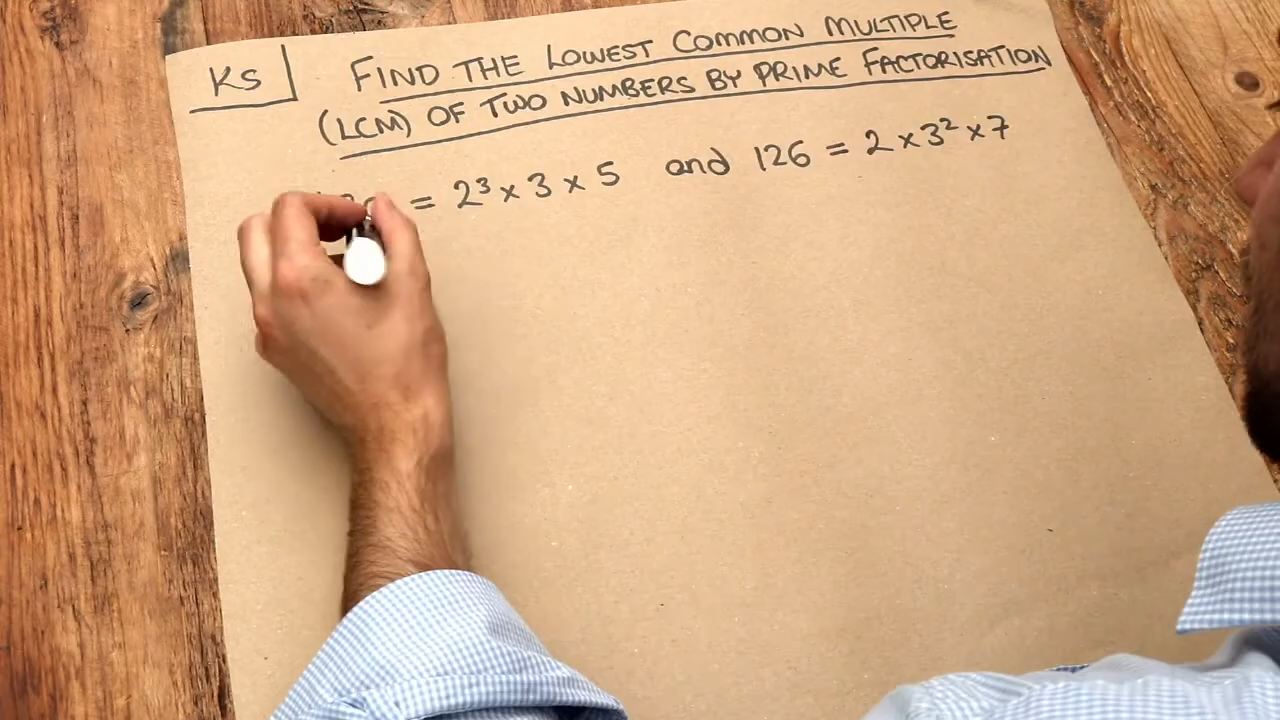 KS
FIND THE LOWEST COMMON MULTIPLE
(LCM) OF TWO NUMBERS BY PRIME FACTORISATION
= 2³ × 3 × 5 and 126 = 2 × 3² × 7